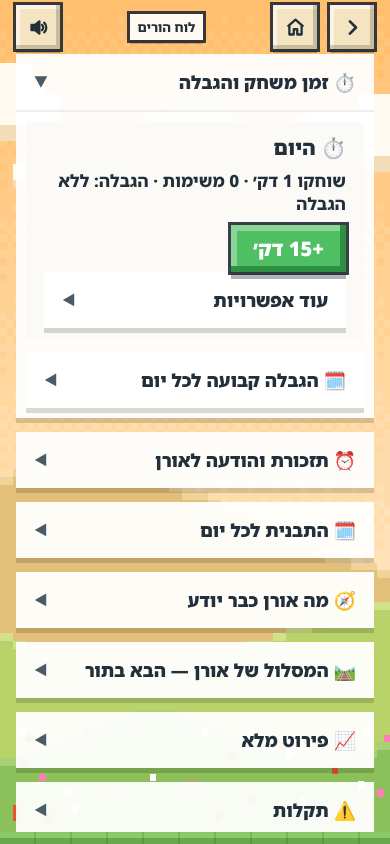 לוח הורים
⏱️ זמן משחק והגבלה ▼
⏱️ היום
שוחקו 1 דק׳ · 0 משימות · הגבלה: ללא
הגבלה
+15 דק׳
עוד אפשרויות ◀
🗓️ הגבלה קבועה לכל יום ◀
⏰ תזכורת והודעה לאורן ◀
🗓️ התבנית לכל יום ◀
🧭 מה אורן כבר יודע ◀
🛤️ המסלול של אורן — הבא בתור ◀
📈 פירוט מלא ◀
⚠️ תקלות ◀